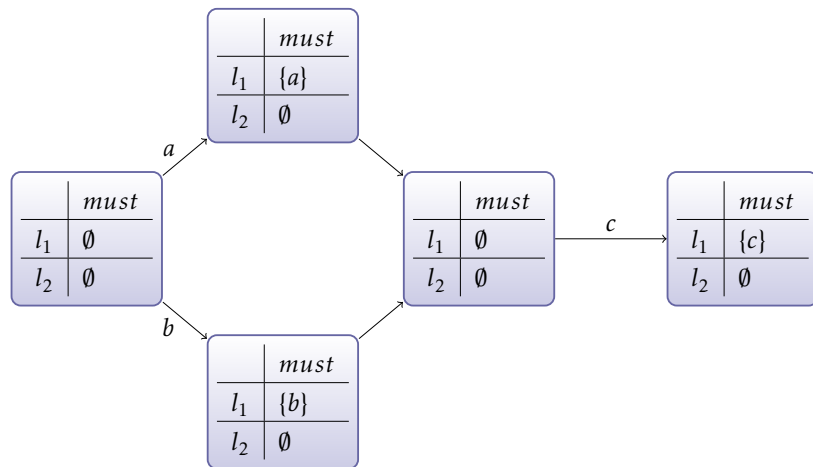 must
l₁ {a}
l₂ ∅
a
must
l₁ ∅
l₂ ∅
must
l₁ ∅
l₂ ∅
c
must
l₁ {c}
l₂ ∅
b
must
l₁ {b}
l₂ ∅